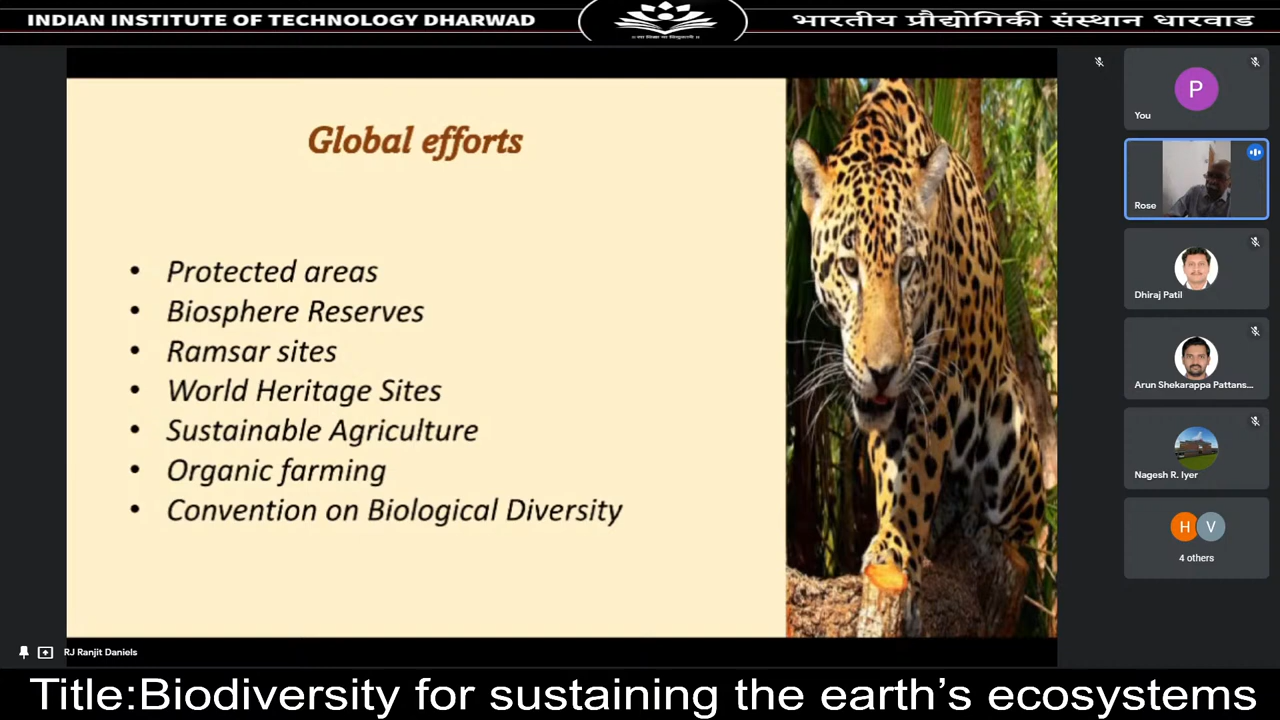 INDIAN INSTITUTE OF TECHNOLOGY DHARWAD
भारतीय प्रौद्योगिकी संस्थान धारवाड
Global efforts
• Protected areas
• Biosphere Reserves
• Ramsar sites
• World Heritage Sites
• Sustainable Agriculture
• Organic farming
• Convention on Biological Diversity
P
You
Rose
Dhiraj Patil
Arun Shekarappa Pattans...
Nagesh R. Iyer
H V
4 others
RJ Ranjit Daniels
Title:Biodiversity for sustaining the earth's ecosystems